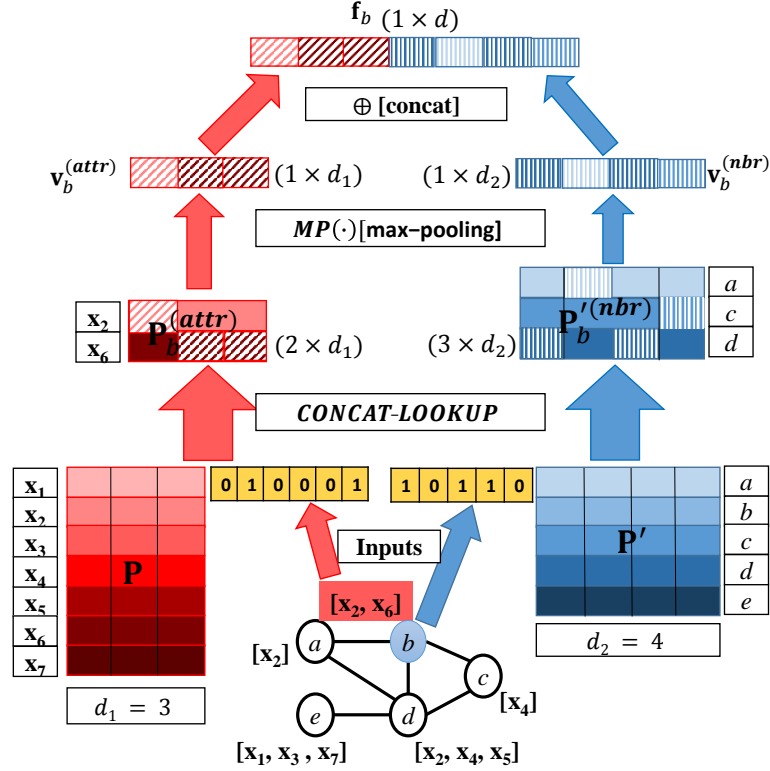 f_b (1 × d)
⊕ [concat]
v_b^(attr)
(1 × d_1)
(1 × d_2)
v_b^(nbr)
MP(·)[max−pooling]
x_2
x_6
P_b^(attr)
(2 × d_1)
(3 × d_2)
P_b^′(nbr)
a
c
d
CONCAT-LOOKUP
x_1
x_2
x_3
x_4
x_5
x_6
x_7
P
0 1 0 0 0 1
1 0 1 1 0
P′
a
b
c
d
e
Inputs
[x_2, x_6]
d_1 = 3
d_2 = 4
[x_2]
a
b
c
[x_4]
e
d
[x_1, x_3 , x_7]
[x_2, x_4, x_5]